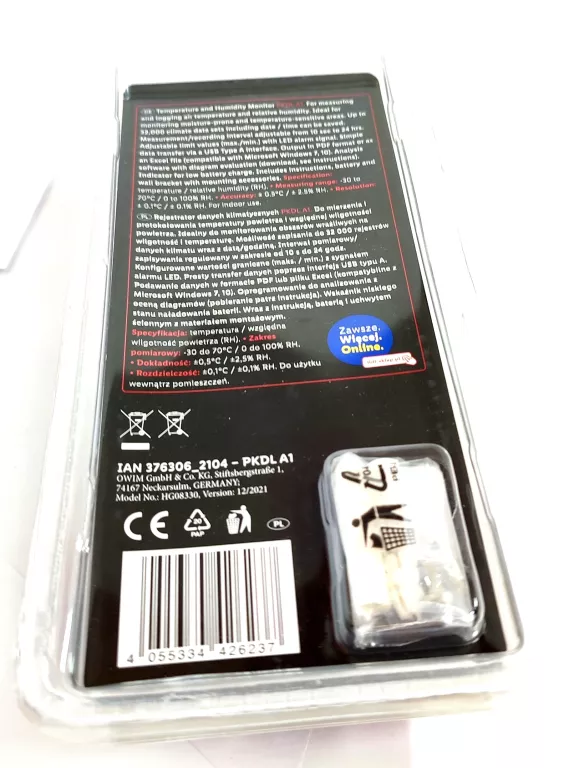 GB Temperature and Humidity Monitor PKDL A1 For measuring
and logging air temperature and relative humidity. Ideal for
monitoring moisture-prone and temperature-sensitive areas. Up to
32,000 climate data sets including date / time can be saved.
Measurement/recording interval adjustable from 10 sec to 24 hrs.
Adjustable limit values (max./min.) with LED alarm signal. Simple
data transfer via a USB Type A interface. Output in PDF format or as
an Excel file (compatible with Microsoft Windows 7, 10). Analysis
software with diagram evaluation (download, see instructions).
Indicator for low battery charge. Includes instructions, battery and
wall bracket with mounting accessories. Specification:
temperature / relative humidity (RH). • Measuring range: -30 to
70°C / 0 to 100% RH. • Accuracy: ± 0.5°C / ± 2.5% RH. • Resolution:
± 0.1°C / ± 0.1% RH. For indoor use.
PL Rejestrator danych klimatycznych PKDL A1 Do mierzenia i
protokołowania temperatury powietrza i względnej wilgotności
powietrza. Idealny do monitorowania obszarów wrażliwych na
wilgotność i temperaturę. Możliwość zapisania do 32 000 rejestrów
danych klimatu wraz z datą/godziną. Interwał pomiarowy/
zapisywania regulowany w zakresie od 10 s do 24 godz.
Konfigurowane wartości graniczne (maks. / min.) z sygnałem
alarmu LED. Prosty transfer danych poprzez interfejs USB typu A.
Podawanie danych w formacie PDF lub pliku Excel (kompatybilne z
Microsoft Windows 7, 10). Oprogramowanie do analizowania z
oceną diagramów (pobieranie patrz instrukcja). Wskaźnik niskiego
stanu naładowania baterii. Wraz z instrukcją, baterią i uchwytem
ściennym z materiałem montażowym.
Specyfikacja: temperatura / względna
wilgotność powietrza (RH). • Zakres
pomiarowy: -30 do 70°C / 0 do 100% RH.
• Dokładność: ±0,5°C / ±2,5% RH.
• Rozdzielczość: ±0,1°C / ±0,1% RH. Do użytku
wewnątrz pomieszczeń.
Zawsze.
Więcej.
Online.
lidl-sklep.pl
IAN 376306_2104 – PKDL A1
OWIM GmbH & Co. KG, Stiftsbergstraße 1,
74167 Neckarsulm, GERMANY;
Model No.: HG08330, Version: 12/2021
CE
20
PAP
PL
4 055334 426237